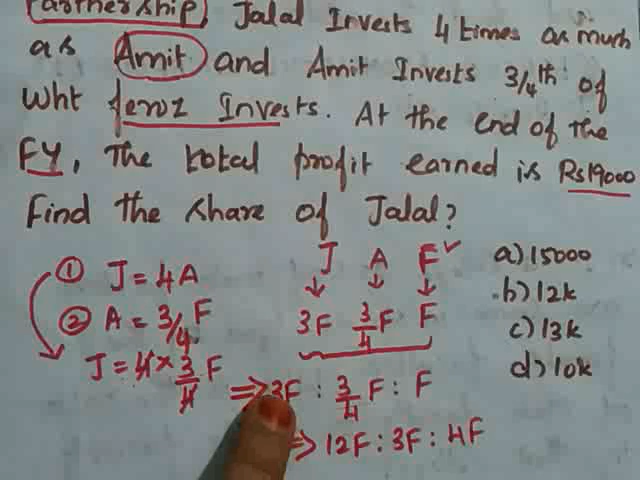 Partnership, Jalal Invests 4 times as much
as Amit and Amit Invests 3/4th of
Wht feroz Invests. At the end of the
FY, The total profit earned is Rs19000
Find the share of Jalal?
① J = 4A
② A = 3/4 F
J = 4 × 3/4 F
J A F ✓
↓ ↓ ↓
3F 3/4 F F
⇒ 3F : 3/4 F : F
⇒ 12F : 3F : 4F
a) 15000
b) 12k
c) 13k
d) 10k